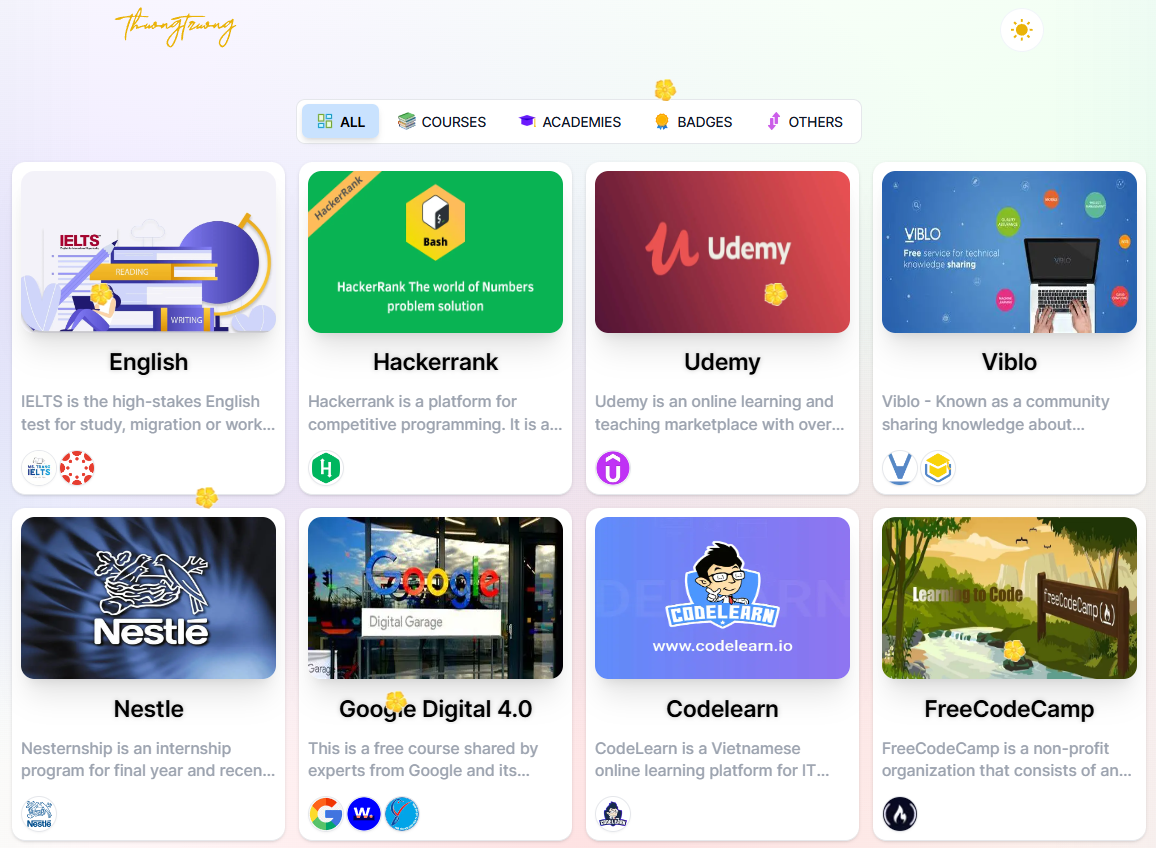 Thuongtruong
ALL
COURSES
ACADEMIES
BADGES
OTHERS
IELTS
READING
WRITING
English
IELTS is the high-stakes English
test for study, migration or work...
IELTS
HackerRank
$
Bash
HackerRank The world of Numbers
problem solution
Hackerrank
Hackerrank is a platform for
competitive programming. It is a...
H
Udemy
Udemy
Udemy is an online learning and
teaching marketplace with over...
VIBLO
Free service for technical
knowledge sharing
VIBLO
Viblo
Viblo - Known as a community
sharing knowledge about...
Nestlé
Nestle
Nesternship is an internship
program for final year and recen...
Nestlé
Google
Digital Garage
Garage
Google Digital 4.0
This is a free course shared by
experts from Google and its...
G
w.
CODELEARN
www.codelearn.io
Codelearn
CodeLearn is a Vietnamese
online learning platform for IT...
CODELEARN
Learning to Code
freeCodeCamp
FreeCodeCamp
FreeCodeCamp is a non-profit
organization that consists of an...